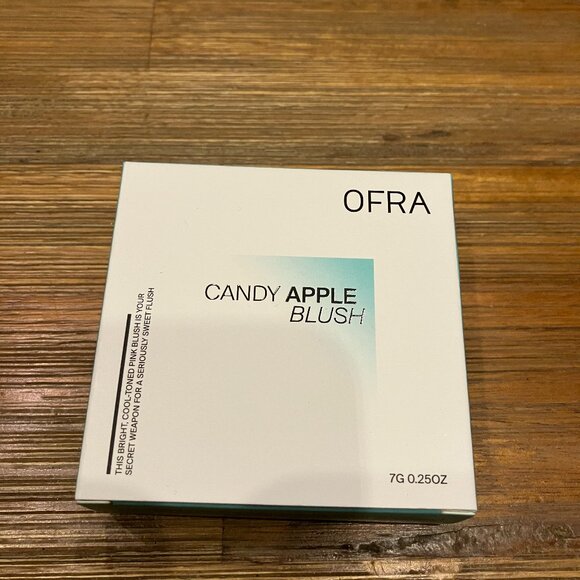 OFRA
CANDY APPLE
BLUSH
THIS BRIGHT, COOL-TONED PINK BLUSH IS YOUR
SECRET WEAPON FOR A SERIOUSLY SWEET FLUSH
7G 0.25OZ